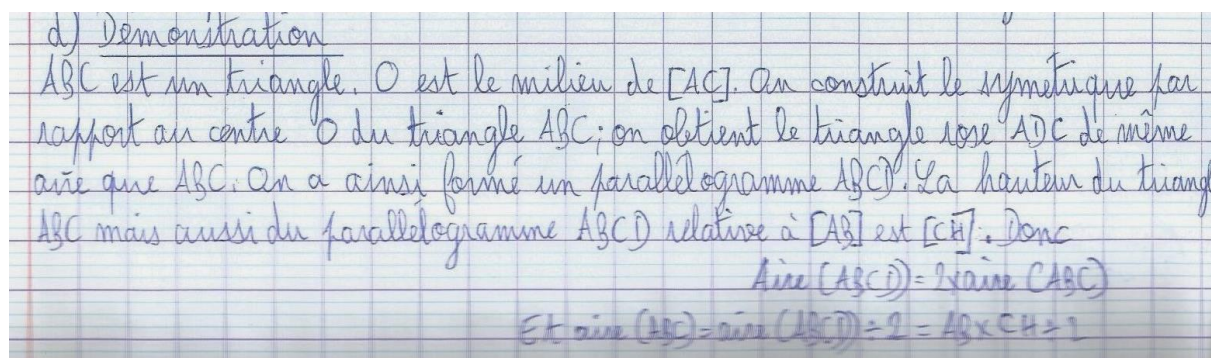 d) Démonstration
ABC est un triangle. O est le milieu de [AC]. On construit le symetrique par
rapport au centre O du triangle ABC; on obtient le triangle rose ADC de même
aire que ABC. On a ainsi formé un parallélogramme ABCD. La hauteur du triangl
ABC mais aussi du parallélogramme ABCD relative à [AB] est [CH]. Donc
Aire (ABCD) = 2 x aire (ABC)
Et aire (ABC) = aire (ABCD) ÷ 2 = AB x CH ÷ 2